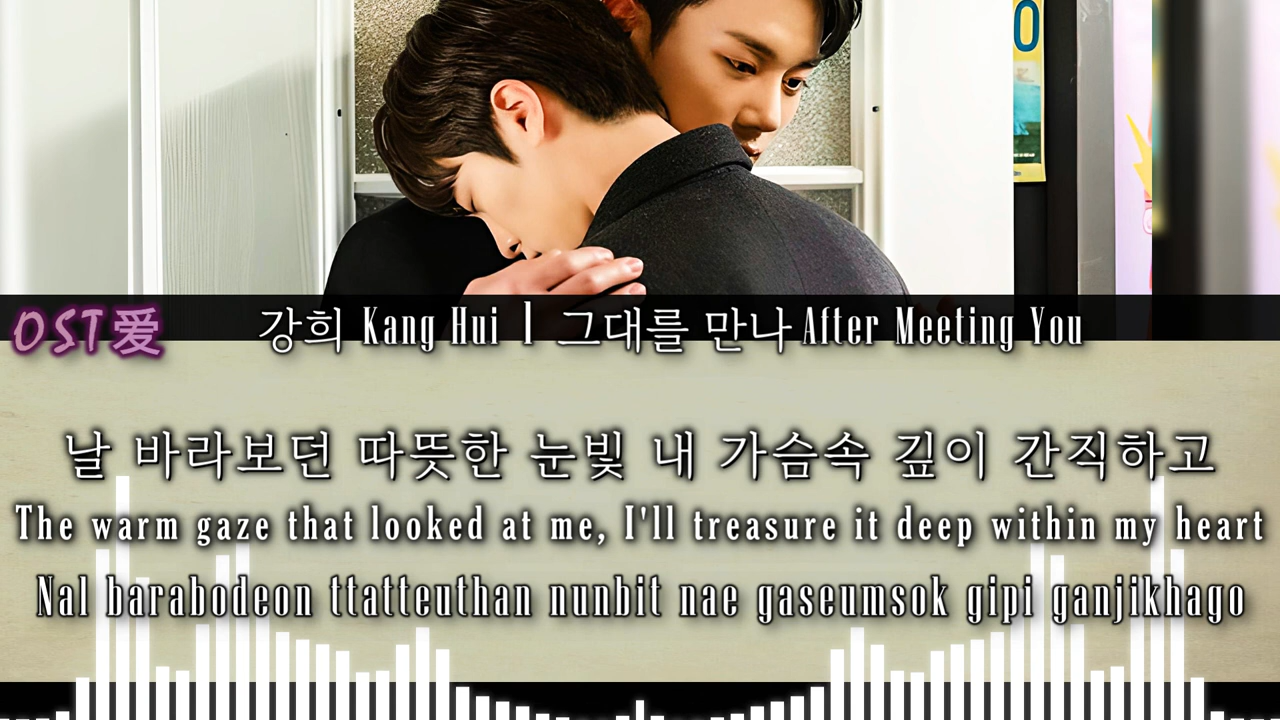 O
OST爱
강희 Kang Hui | 그대를 만나 After Meeting You
날 바라보던 따뜻한 눈빛 내 가슴속 깊이 간직하고
The warm gaze that looked at me, I'll treasure it deep within my heart
Nal barabodeon ttatteuthan nunbit nae gaseumsok gipi ganjikhago